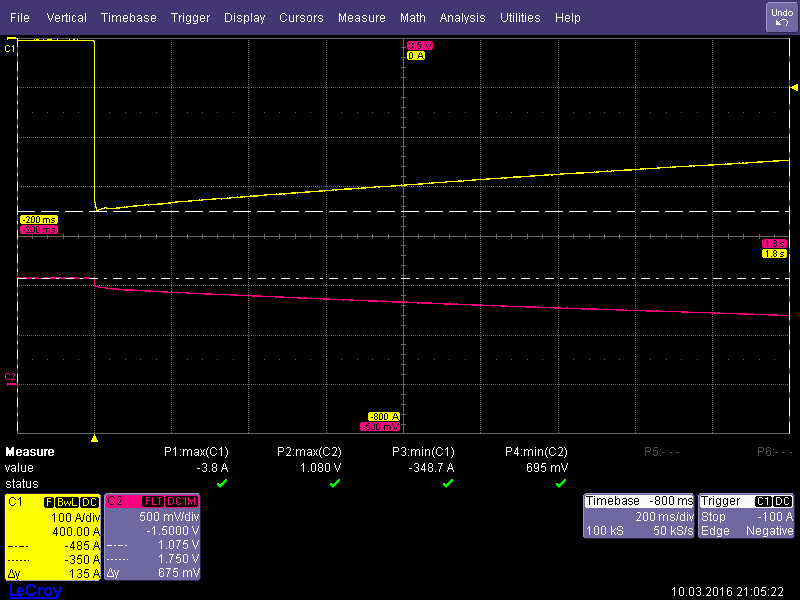 File Vertical Timebase Trigger Display Cursors Measure Math Analysis Utilities Help Undo
C1
3.5 V
0 A
-200 ms
-200 ms
1.8 s
1.8 s
C2
-800 A
-500 mV
Measure P1:max(C1) P2:max(C2) P3:min(C1) P4:min(C2) P5:--- P6:---
value -3.8 A 1.080 V -348.7 A 695 mV
status
C1 F BwL DC
100 A/div
400.00 A
-485 A
-350 A
Δy 135 A
C2 FLT DC1M
500 mV/div
-1.5000 V
1.075 V
1.750 V
Δy 675 mV
Timebase -800 ms
200 ms/div
100 kS 50 kS/s
Trigger C1 DC
Stop -100 A
Edge Negative
LeCroy
10.03.2016 21:05:22